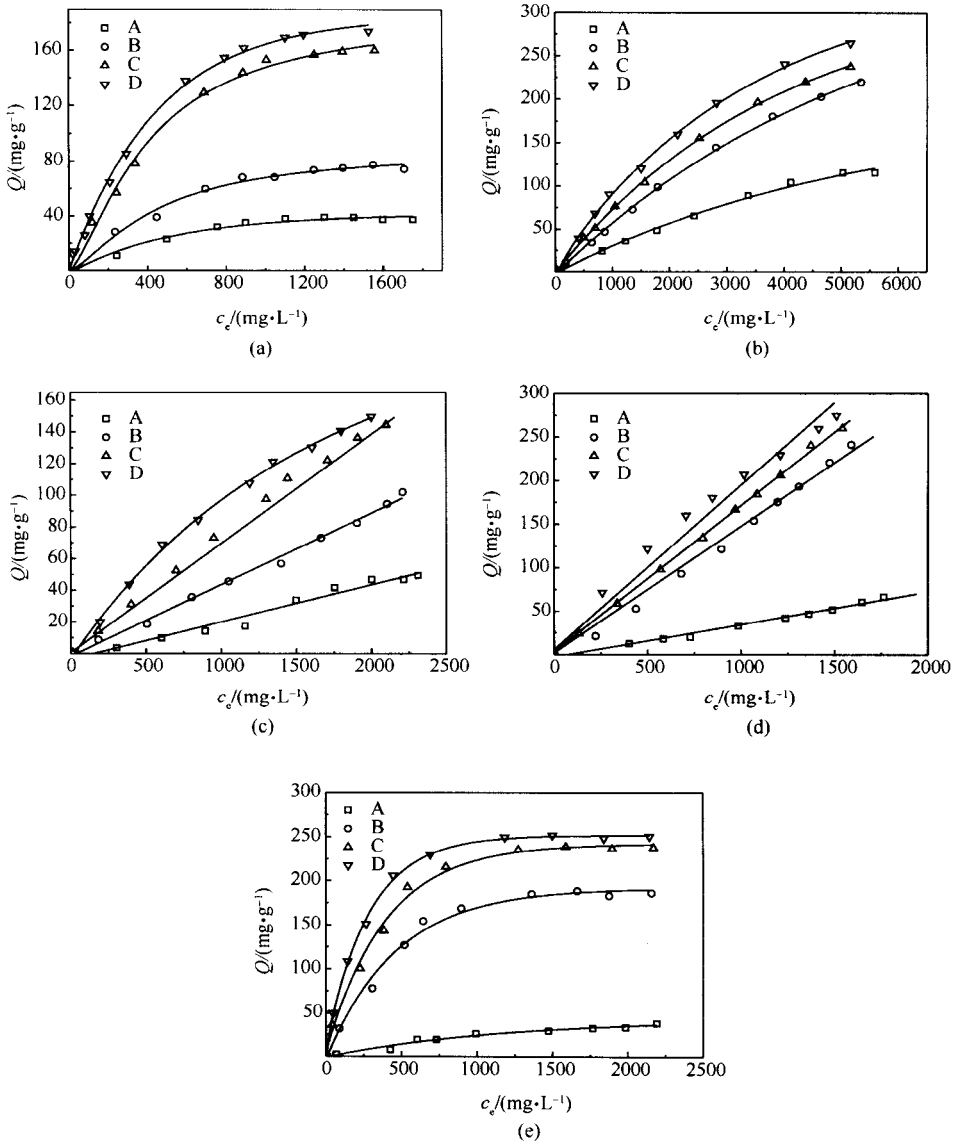 A
B
C
D
160
120
80
40
Q/(mg·g⁻¹)
0 400 800 1200 1600
cₑ/(mg·L⁻¹)
(a)
A
B
C
D
300
250
200
150
100
50
Q/(mg·g⁻¹)
0 1000 2000 3000 4000 5000 6000
cₑ/(mg·L⁻¹)
(b)
A
B
C
D
160
140
120
100
80
60
40
20
Q/(mg·g⁻¹)
0 500 1000 1500 2000 2500
cₑ/(mg·L⁻¹)
(c)
A
B
C
D
300
250
200
150
100
50
Q/(mg·g⁻¹)
0 500 1000 1500 2000
cₑ/(mg·L⁻¹)
(d)
A
B
C
D
300
250
200
150
100
50
Q/(mg·g⁻¹)
0 500 1000 1500 2000 2500
cₑ/(mg·L⁻¹)
(e)